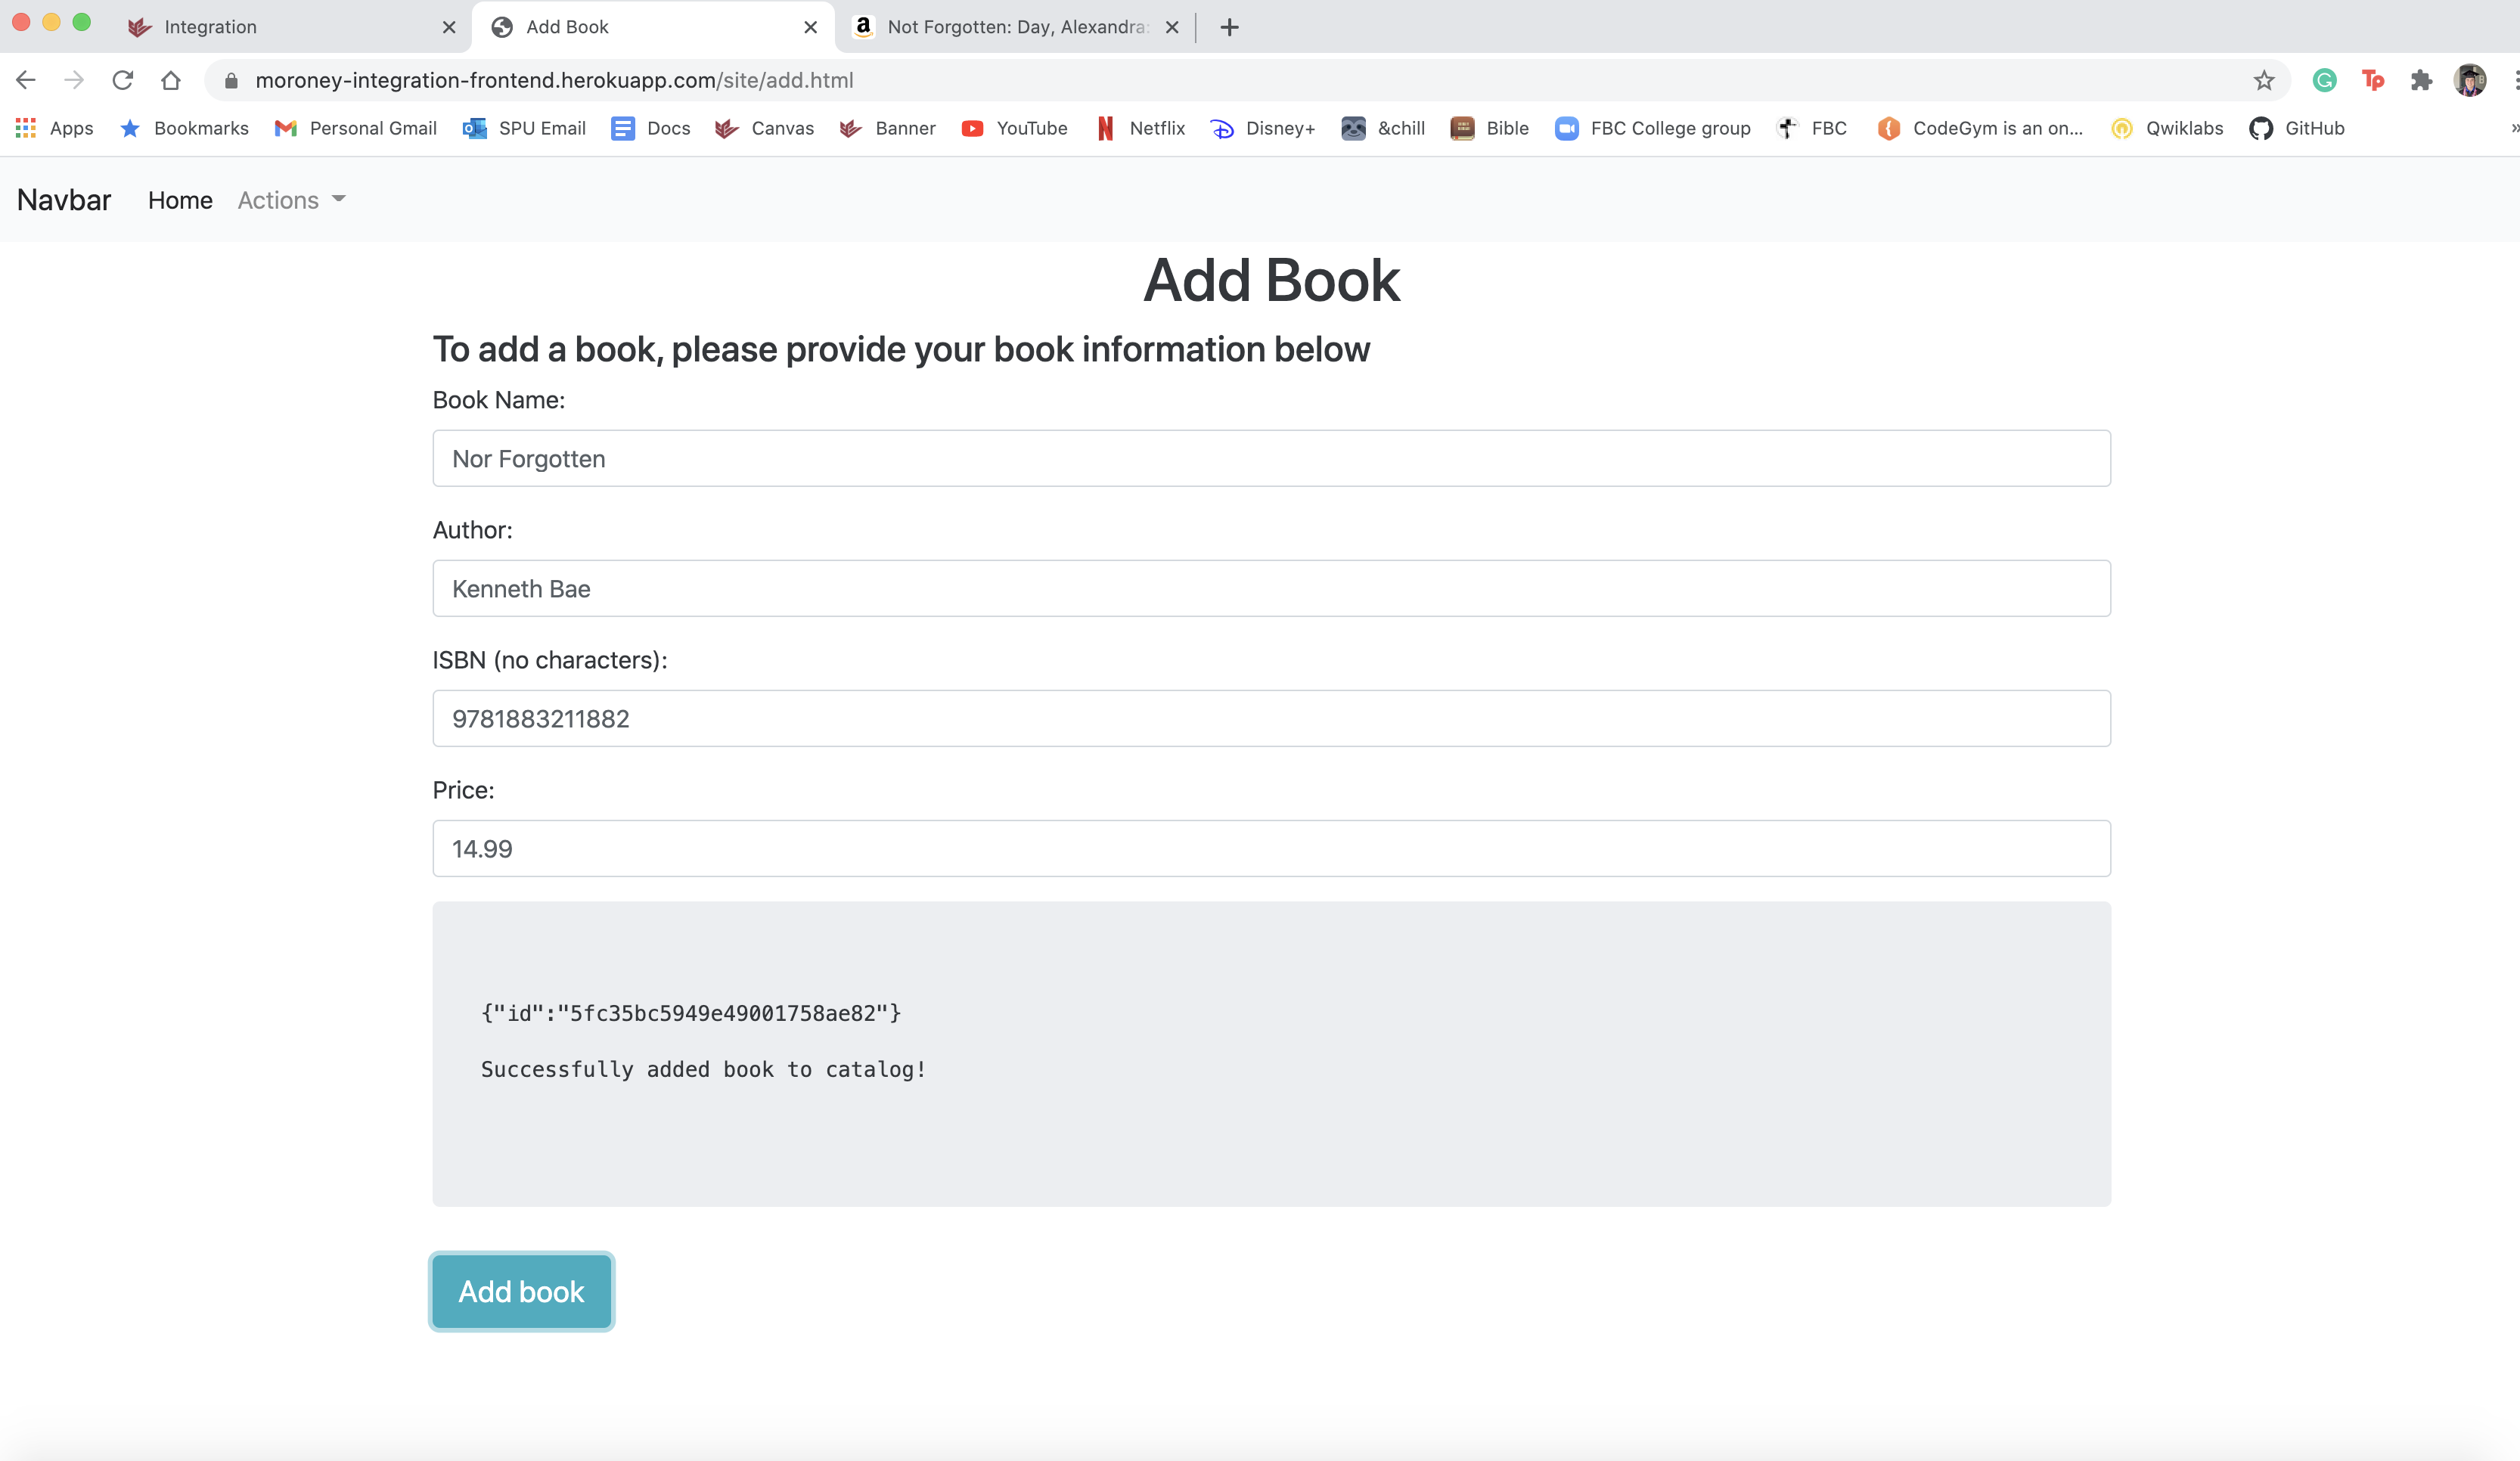 Integration
Add Book
Not Forgotten: Day, Alexandra:
moroney-integration-frontend.herokuapp.com/site/add.html
Apps Bookmarks Personal Gmail SPU Email Docs Canvas Banner YouTube Netflix Disney+ &chill Bible FBC College group FBC CodeGym is an on... Qwiklabs GitHub »
Navbar Home Actions
Add Book
To add a book, please provide your book information below
Book Name:
Nor Forgotten
Author:
Kenneth Bae
ISBN (no characters):
9781883211882
Price:
14.99
{"id":"5fc35bc5949e49001758ae82"}
Successfully added book to catalog!
Add book